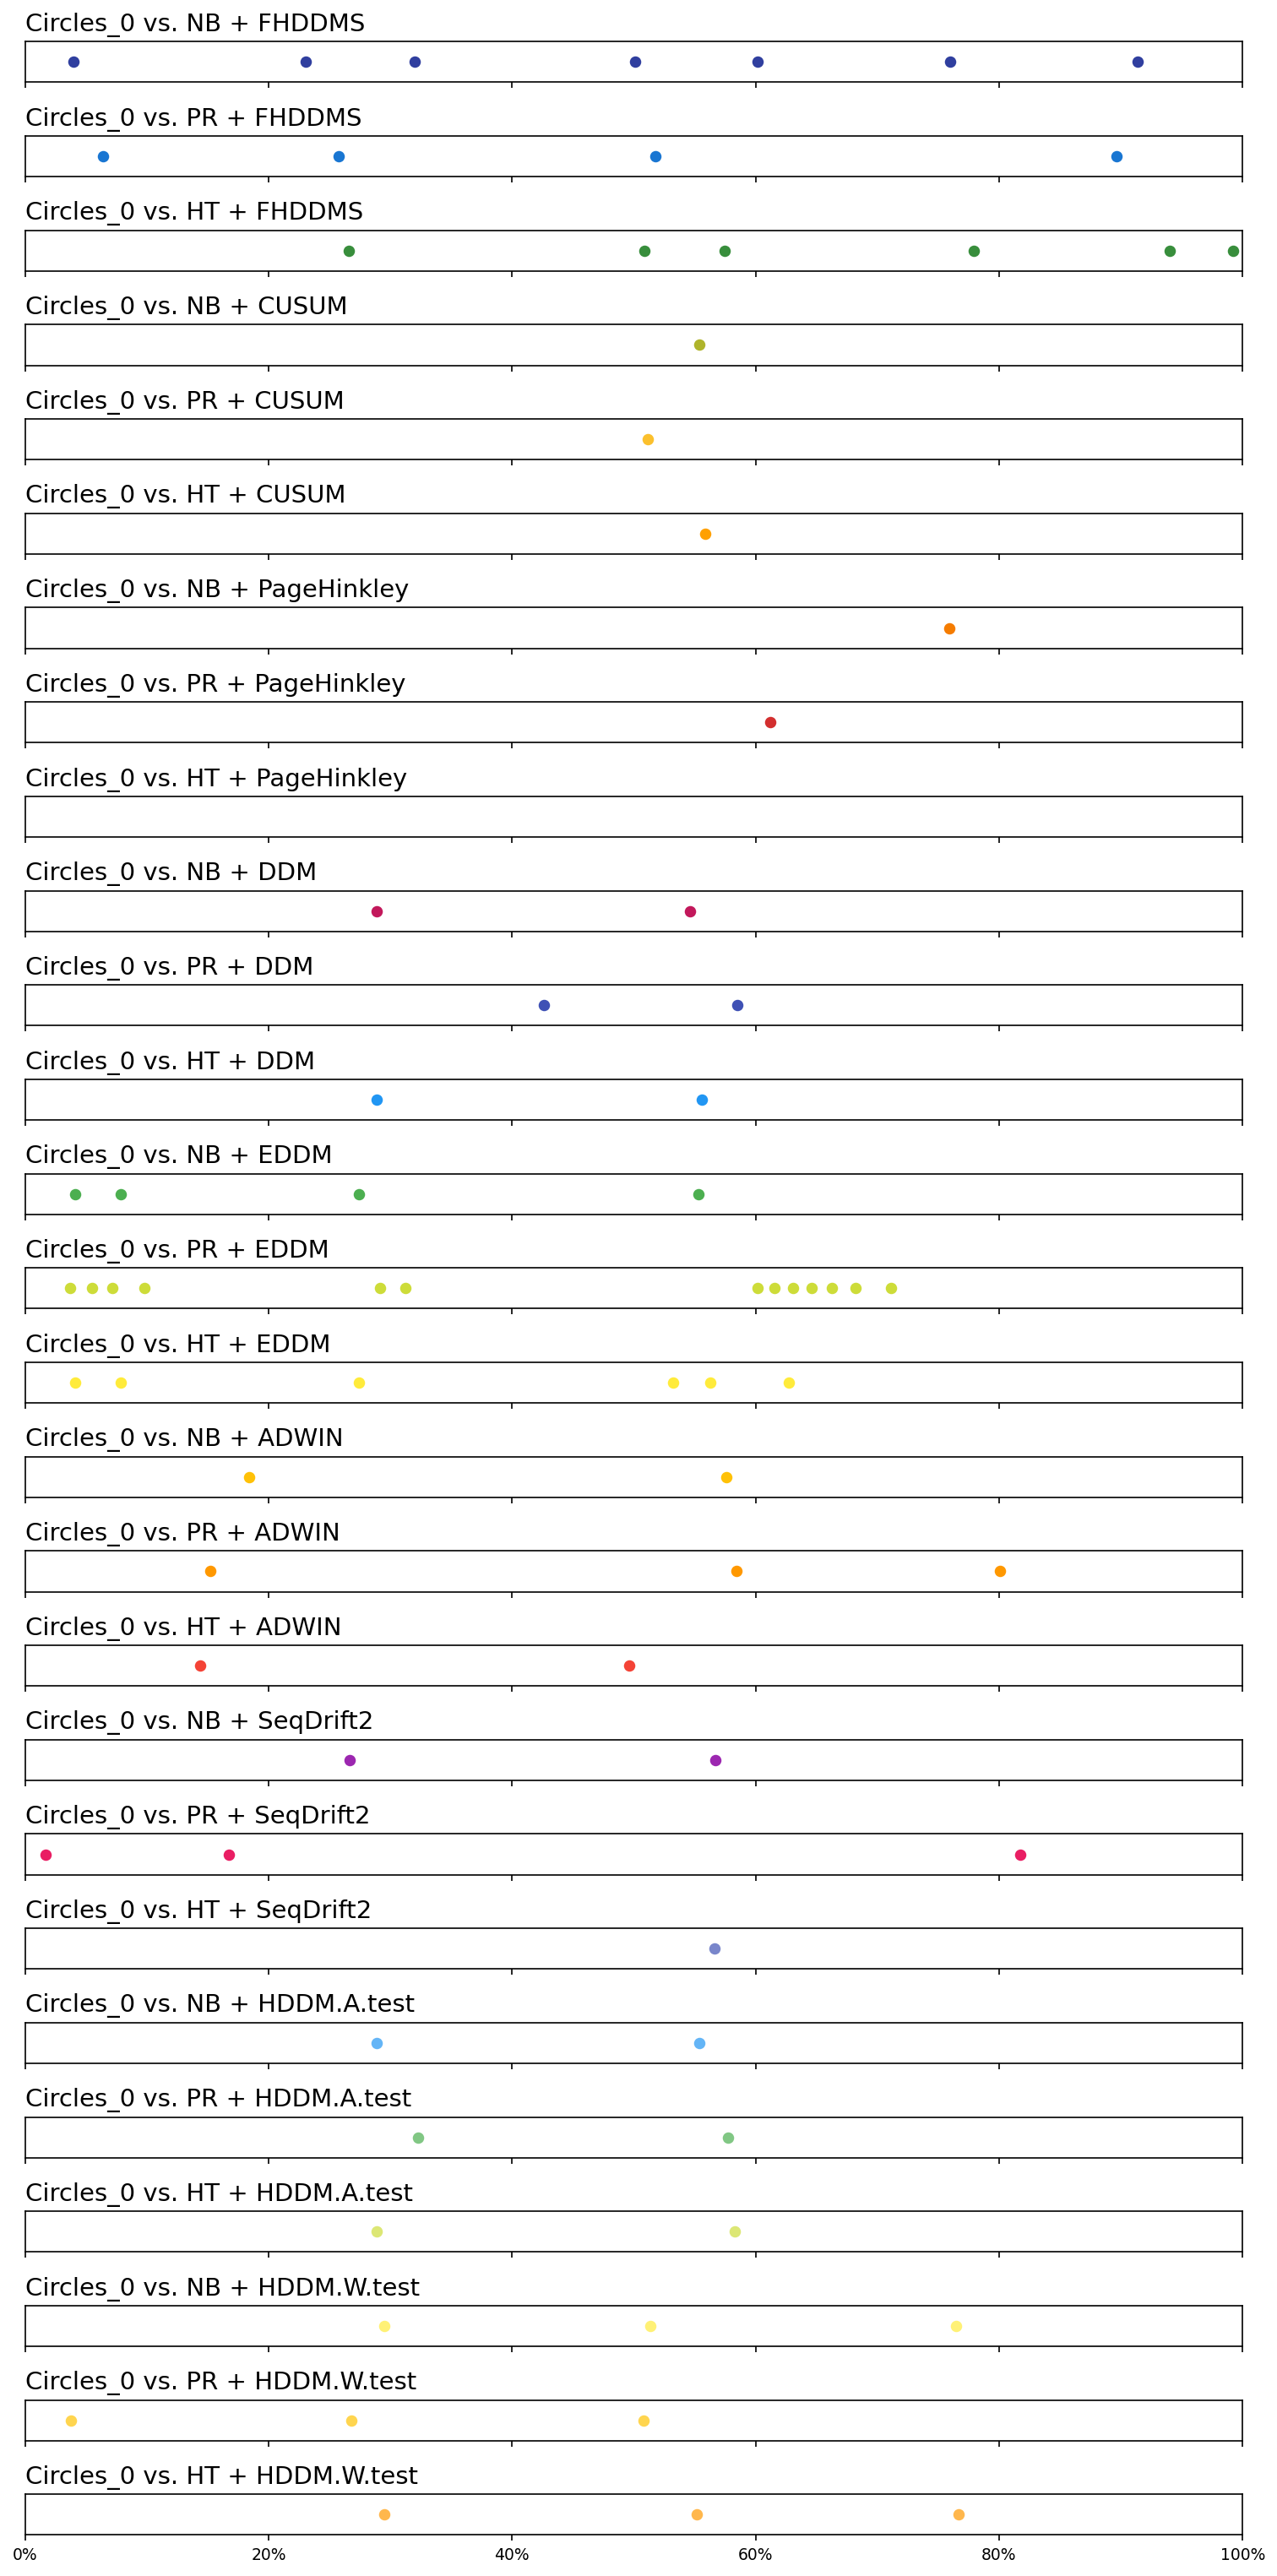 Circles_0 vs. NB + FHDDMS
Circles_0 vs. PR + FHDDMS
Circles_0 vs. HT + FHDDMS
Circles_0 vs. NB + CUSUM
Circles_0 vs. PR + CUSUM
Circles_0 vs. HT + CUSUM
Circles_0 vs. NB + PageHinkley
Circles_0 vs. PR + PageHinkley
Circles_0 vs. HT + PageHinkley
Circles_0 vs. NB + DDM
Circles_0 vs. PR + DDM
Circles_0 vs. HT + DDM
Circles_0 vs. NB + EDDM
Circles_0 vs. PR + EDDM
Circles_0 vs. HT + EDDM
Circles_0 vs. NB + ADWIN
Circles_0 vs. PR + ADWIN
Circles_0 vs. HT + ADWIN
Circles_0 vs. NB + SeqDrift2
Circles_0 vs. PR + SeqDrift2
Circles_0 vs. HT + SeqDrift2
Circles_0 vs. NB + HDDM.A.test
Circles_0 vs. PR + HDDM.A.test
Circles_0 vs. HT + HDDM.A.test
Circles_0 vs. NB + HDDM.W.test
Circles_0 vs. PR + HDDM.W.test
Circles_0 vs. HT + HDDM.W.test
0% 20% 40% 60% 80% 100%